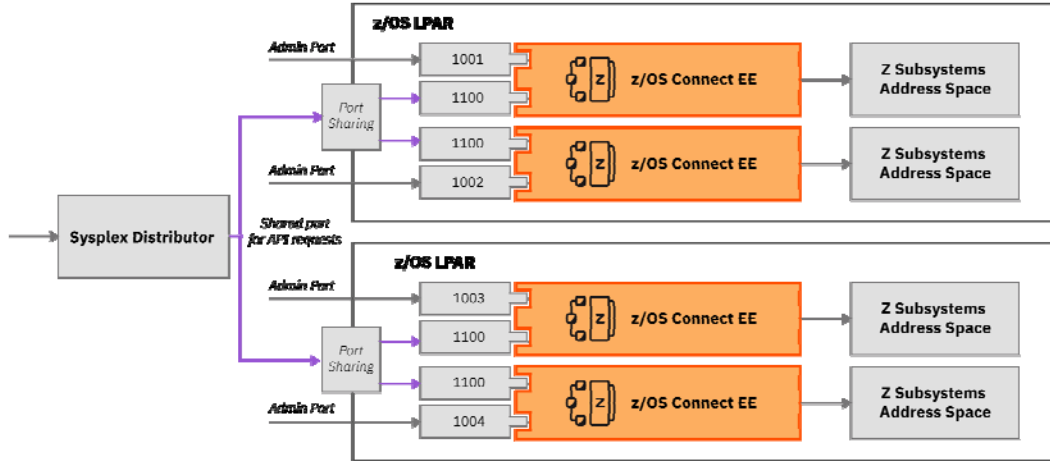 z/OS LPAR
Admin Port
1001
z/OS Connect EE
Z Subsystems
Address Space
Port
Sharing
1100
1100
Admin Port
1002
z/OS Connect EE
Z Subsystems
Address Space
Sysplex Distributor
Shared port
for API requests
z/OS LPAR
Admin Port
1003
z/OS Connect EE
Z Subsystems
Address Space
Port
Sharing
1100
1100
Admin Port
1004
z/OS Connect EE
Z Subsystems
Address Space
Z
Z
Z
Z